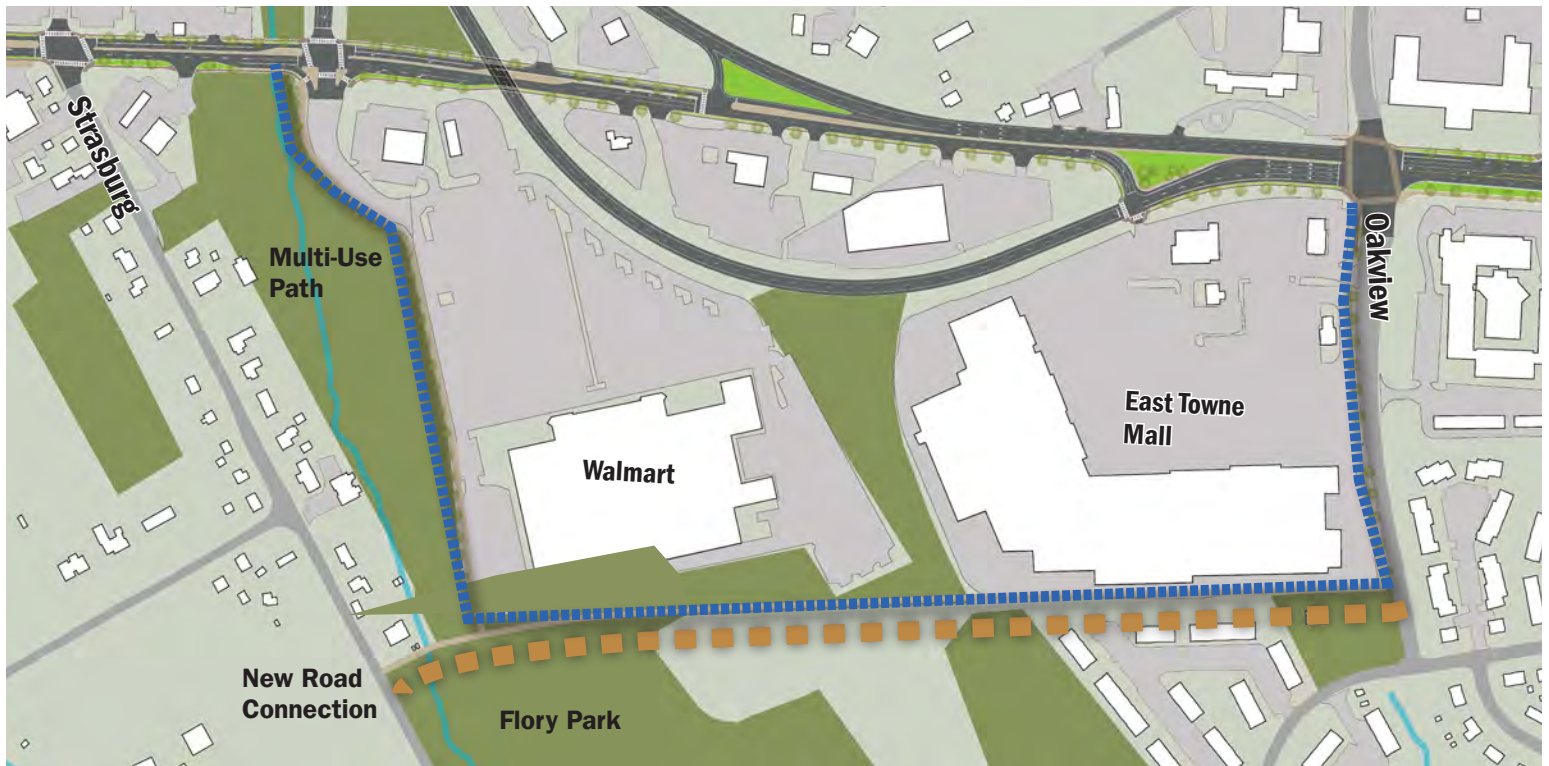 Strasburg
Multi-Use
Path
Oakview
East Towne
Mall
Walmart
New Road
Connection
Flory Park